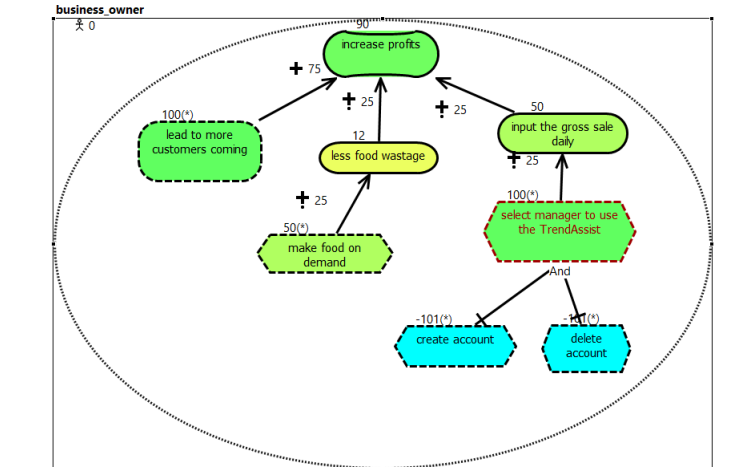 business_owner
0
90
increase profits
75
25
25
100(*)
lead to more
customers coming
12
less food wastage
50
input the gross sale
daily
25
25
50(*)
make food on
demand
100(*)
select manager to use
the TrendAssist
And
-101(*)
create account
-101(*)
delete
account